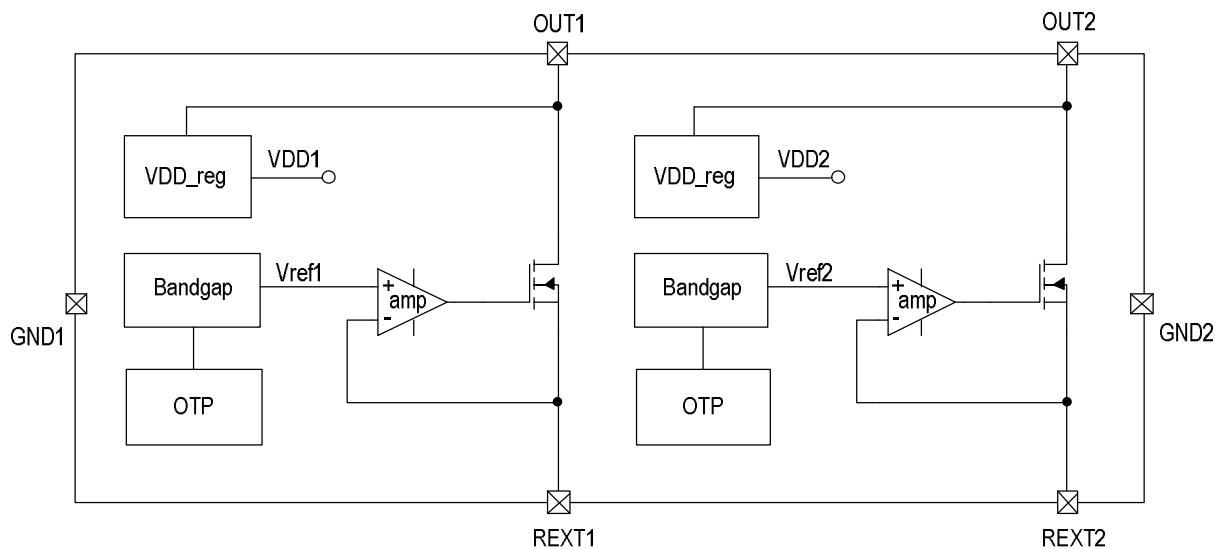 OUT1
OUT2
VDD_reg
VDD1
VDD_reg
VDD2
Bandgap
Vref1
+
amp
-
Bandgap
Vref2
+
amp
-
GND1
GND2
OTP
OTP
REXT1
REXT2